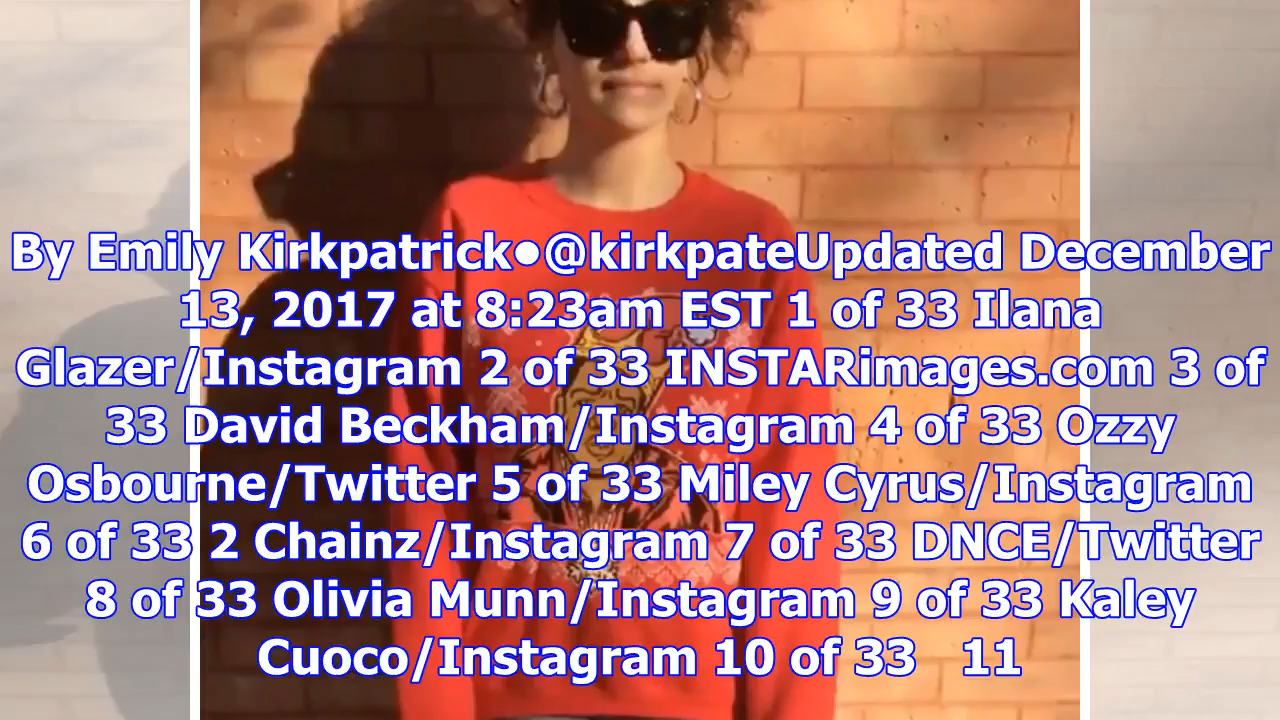 By Emily Kirkpatrick•@kirkpateUpdated December
13, 2017 at 8:23am EST 1 of 33 Ilana
Glazer/Instagram 2 of 33 INSTARimages.com 3 of
33 David Beckham/Instagram 4 of 33 Ozzy
Osbourne/Twitter 5 of 33 Miley Cyrus/Instagram
6 of 33 2 Chainz/Instagram 7 of 33 DNCE/Twitter
8 of 33 Olivia Munn/Instagram 9 of 33 Kaley
Cuoco/Instagram 10 of 33   11